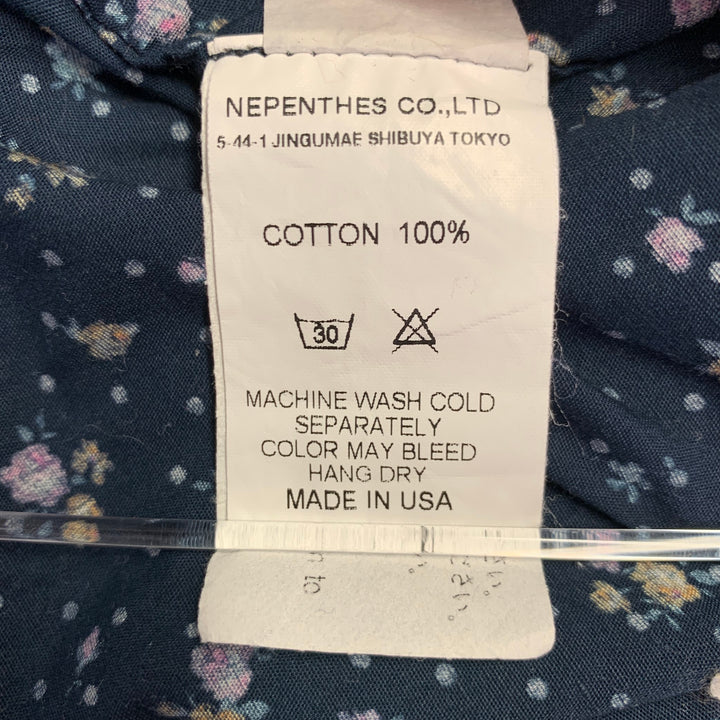 NEPENTHES CO.,LTD
5-44-1 JINGUMAE SHIBUYA TOKYO
COTTON 100%
30
MACHINE WASH COLD
SEPARATELY
COLOR MAY BLEED
HANG DRY
MADE IN USA